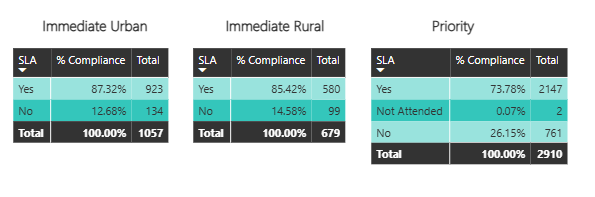 Immediate Urban
SLA % Compliance Total
Yes 87.32% 923
No 12.68% 134
Total 100.00% 1057
Immediate Rural
SLA % Compliance Total
Yes 85.42% 580
No 14.58% 99
Total 100.00% 679
Priority
SLA % Compliance Total
Yes 73.78% 2147
Not Attended 0.07% 2
No 26.15% 761
Total 100.00% 2910